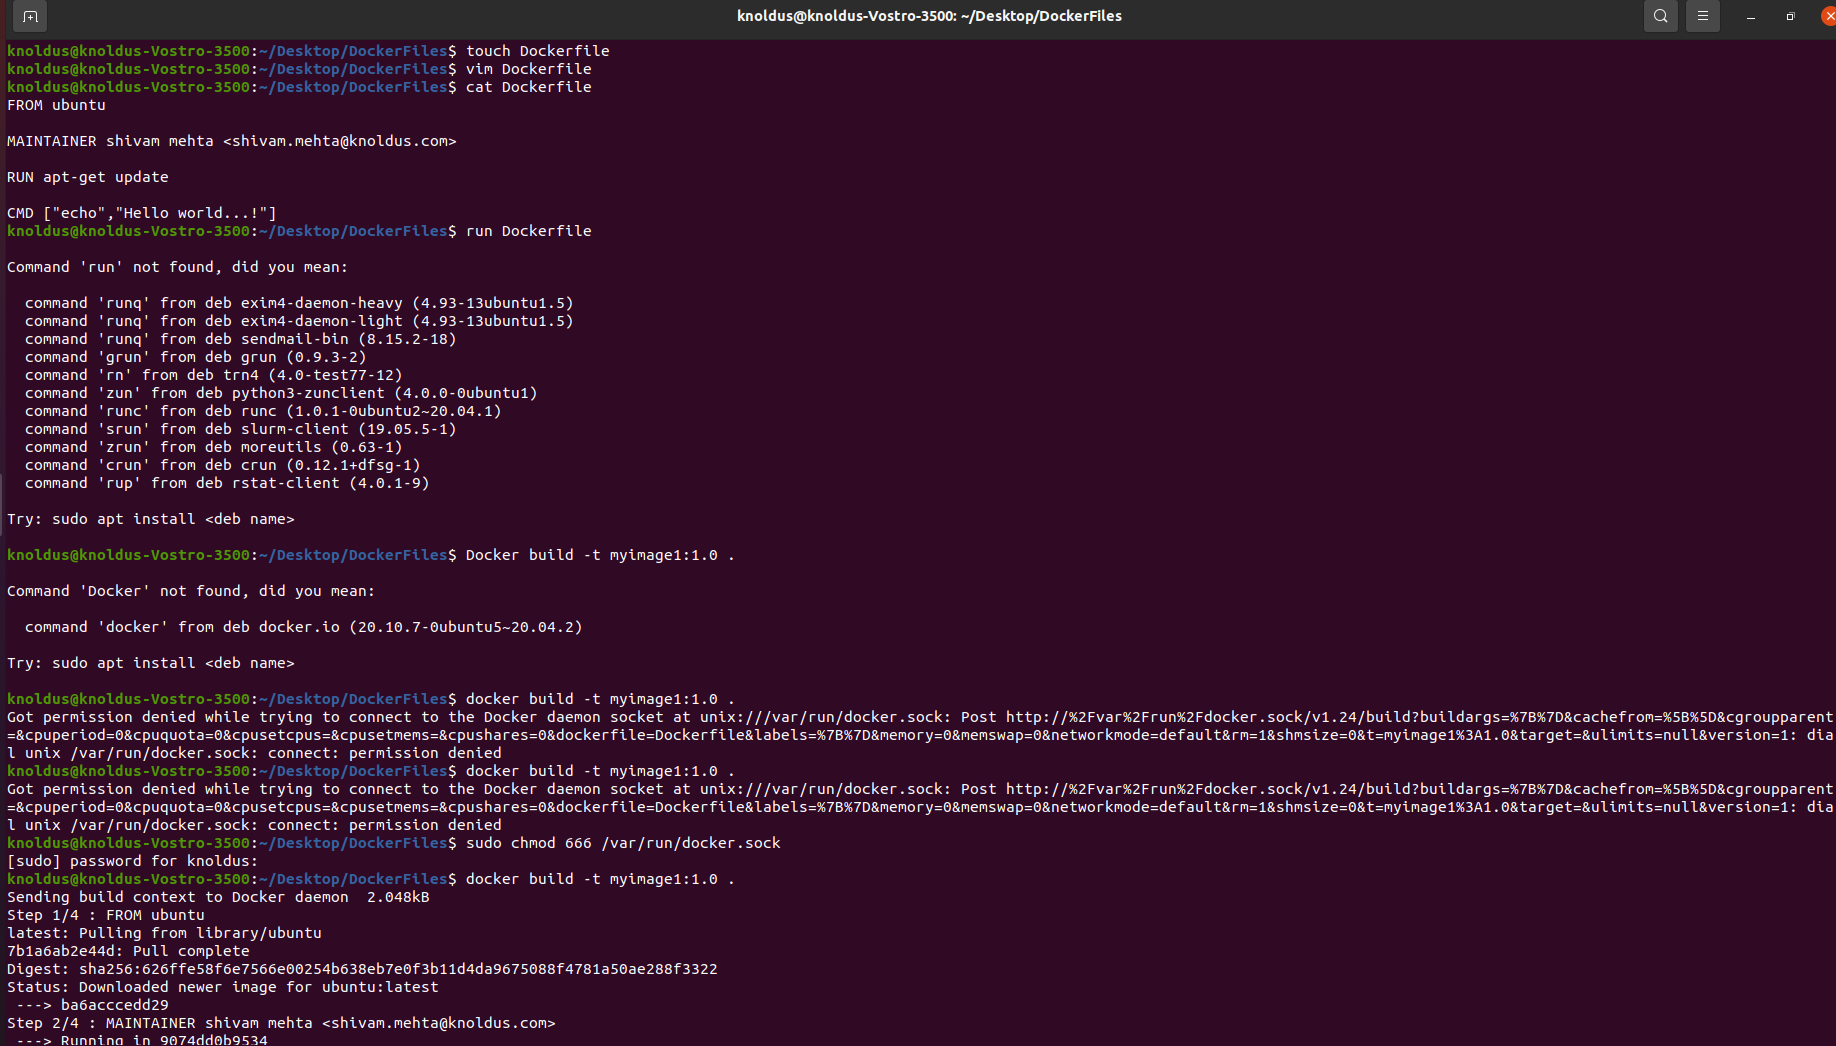 knoldus@knoldus-Vostro-3500: ~/Desktop/DockerFiles
knoldus@knoldus-Vostro-3500:~/Desktop/DockerFiles$ touch Dockerfile
knoldus@knoldus-Vostro-3500:~/Desktop/DockerFiles$ vim Dockerfile
knoldus@knoldus-Vostro-3500:~/Desktop/DockerFiles$ cat Dockerfile
FROM ubuntu
MAINTAINER shivam mehta <shivam.mehta@knoldus.com>
RUN apt-get update
CMD ["echo","Hello world...!"]
knoldus@knoldus-Vostro-3500:~/Desktop/DockerFiles$ run Dockerfile
Command 'run' not found, did you mean:
command 'runq' from deb exim4-daemon-heavy (4.93-13ubuntu1.5)
command 'runq' from deb exim4-daemon-light (4.93-13ubuntu1.5)
command 'runq' from deb sendmail-bin (8.15.2-18)
command 'grun' from deb grun (0.9.3-2)
command 'rn' from deb trn4 (4.0-test77-12)
command 'zun' from deb python3-zunclient (4.0.0-0ubuntu1)
command 'runc' from deb runc (1.0.1-0ubuntu2~20.04.1)
command 'srun' from deb slurm-client (19.05.5-1)
command 'zrun' from deb moreutils (0.63-1)
command 'crun' from deb crun (0.12.1+dfsg-1)
command 'rup' from deb rstat-client (4.0.1-9)
Try: sudo apt install <deb name>
knoldus@knoldus-Vostro-3500:~/Desktop/DockerFiles$ Docker build -t myimage1:1.0 .
Command 'Docker' not found, did you mean:
command 'docker' from deb docker.io (20.10.7-0ubuntu5~20.04.2)
Try: sudo apt install <deb name>
knoldus@knoldus-Vostro-3500:~/Desktop/DockerFiles$ docker build -t myimage1:1.0 .
Got permission denied while trying to connect to the Docker daemon socket at unix:///var/run/docker.sock: Post http://%2Fvar%2Frun%2Fdocker.sock/v1.24/build?buildargs=%7B%7D&cachefrom=%5B%5D&cgroupparent
=&cpuperiod=0&cpuquota=0&cpusetcpus=&cpusetmems=&cpushares=0&dockerfile=Dockerfile&labels=%7B%7D&memory=0&memswap=0&networkmode=default&rm=1&shmsize=0&t=myimage1%3A1.0&target=&ulimits=null&version=1: dia
l unix /var/run/docker.sock: connect: permission denied
knoldus@knoldus-Vostro-3500:~/Desktop/DockerFiles$ docker build -t myimage1:1.0 .
Got permission denied while trying to connect to the Docker daemon socket at unix:///var/run/docker.sock: Post http://%2Fvar%2Frun%2Fdocker.sock/v1.24/build?buildargs=%7B%7D&cachefrom=%5B%5D&cgroupparent
=&cpuperiod=0&cpuquota=0&cpusetcpus=&cpusetmems=&cpushares=0&dockerfile=Dockerfile&labels=%7B%7D&memory=0&memswap=0&networkmode=default&rm=1&shmsize=0&t=myimage1%3A1.0&target=&ulimits=null&version=1: dia
l unix /var/run/docker.sock: connect: permission denied
knoldus@knoldus-Vostro-3500:~/Desktop/DockerFiles$ sudo chmod 666 /var/run/docker.sock
[sudo] password for knoldus:
knoldus@knoldus-Vostro-3500:~/Desktop/DockerFiles$ docker build -t myimage1:1.0 .
Sending build context to Docker daemon  2.048kB
Step 1/4 : FROM ubuntu
latest: Pulling from library/ubuntu
7b1a6ab2e44d: Pull complete
Digest: sha256:626ffe58f6e7566e00254b638eb7e0f3b11d4da9675088f4781a50ae288f3322
Status: Downloaded newer image for ubuntu:latest
---> ba6acccedd29
Step 2/4 : MAINTAINER shivam mehta <shivam.mehta@knoldus.com>
---> Running in 9074dd0b9534